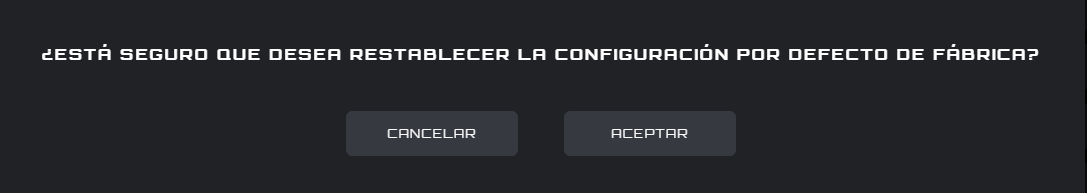 ¿ESTÁ SEGURO QUE DESEA RESTABLECER LA CONFIGURACIÓN POR DEFECTO DE FÁBRICA?
CANCELAR
ACEPTAR